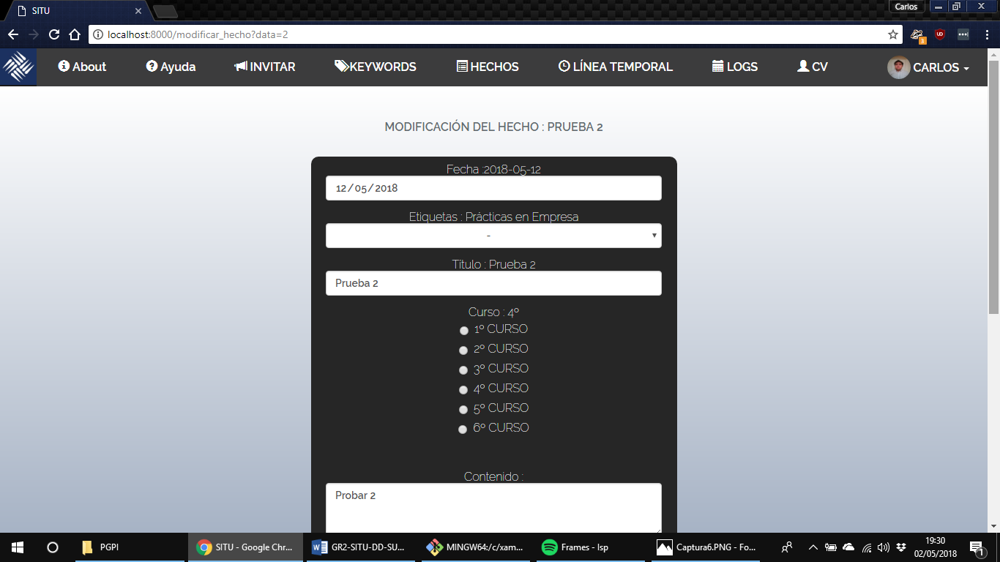 SITU
Carlos
localhost:8000/modificar_hecho?data=2
3
About
Ayuda
INVITAR
KEYWORDS
HECHOS
LÍNEA TEMPORAL
LOGS
CV
CARLOS
MODIFICACIÓN DEL HECHO : PRUEBA 2
Fecha :2018-05-12
12/05/2018
Etiquetas : Prácticas en Empresa
-
Titulo : Prueba 2
Prueba 2
Curso : 4º
1º CURSO
2º CURSO
3º CURSO
4º CURSO
5º CURSO
6º CURSO
Contenido :
Probar 2
PGPI
SITU - Google Chr...
GR2-SITU-DD-SU...
MINGW64:/c/xam...
Frames - Isp
Captura6.PNG - Fo...
19:30
02/05/2018
1